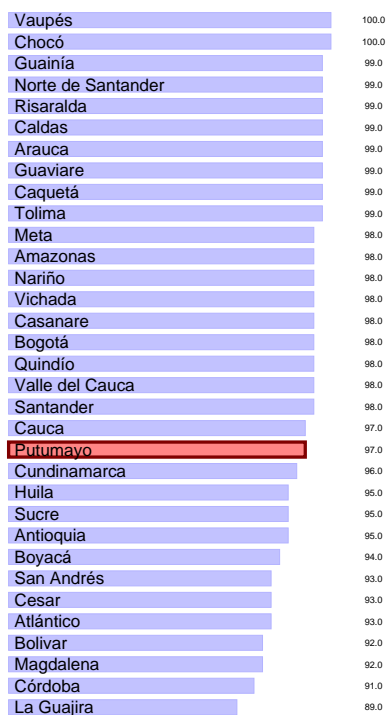 Vaupés 100.0
Chocó 100.0
Guainía 99.0
Norte de Santander 99.0
Risaralda 99.0
Caldas 99.0
Arauca 99.0
Guaviare 99.0
Caquetá 99.0
Tolima 99.0
Meta 98.0
Amazonas 98.0
Nariño 98.0
Vichada 98.0
Casanare 98.0
Bogotá 98.0
Quindío 98.0
Valle del Cauca 98.0
Santander 98.0
Cauca 97.0
Putumayo 97.0
Cundinamarca 96.0
Huila 95.0
Sucre 95.0
Antioquia 95.0
Boyacá 94.0
San Andrés 93.0
Cesar 93.0
Atlántico 93.0
Bolivar 92.0
Magdalena 92.0
Córdoba 91.0
La Guajira 89.0